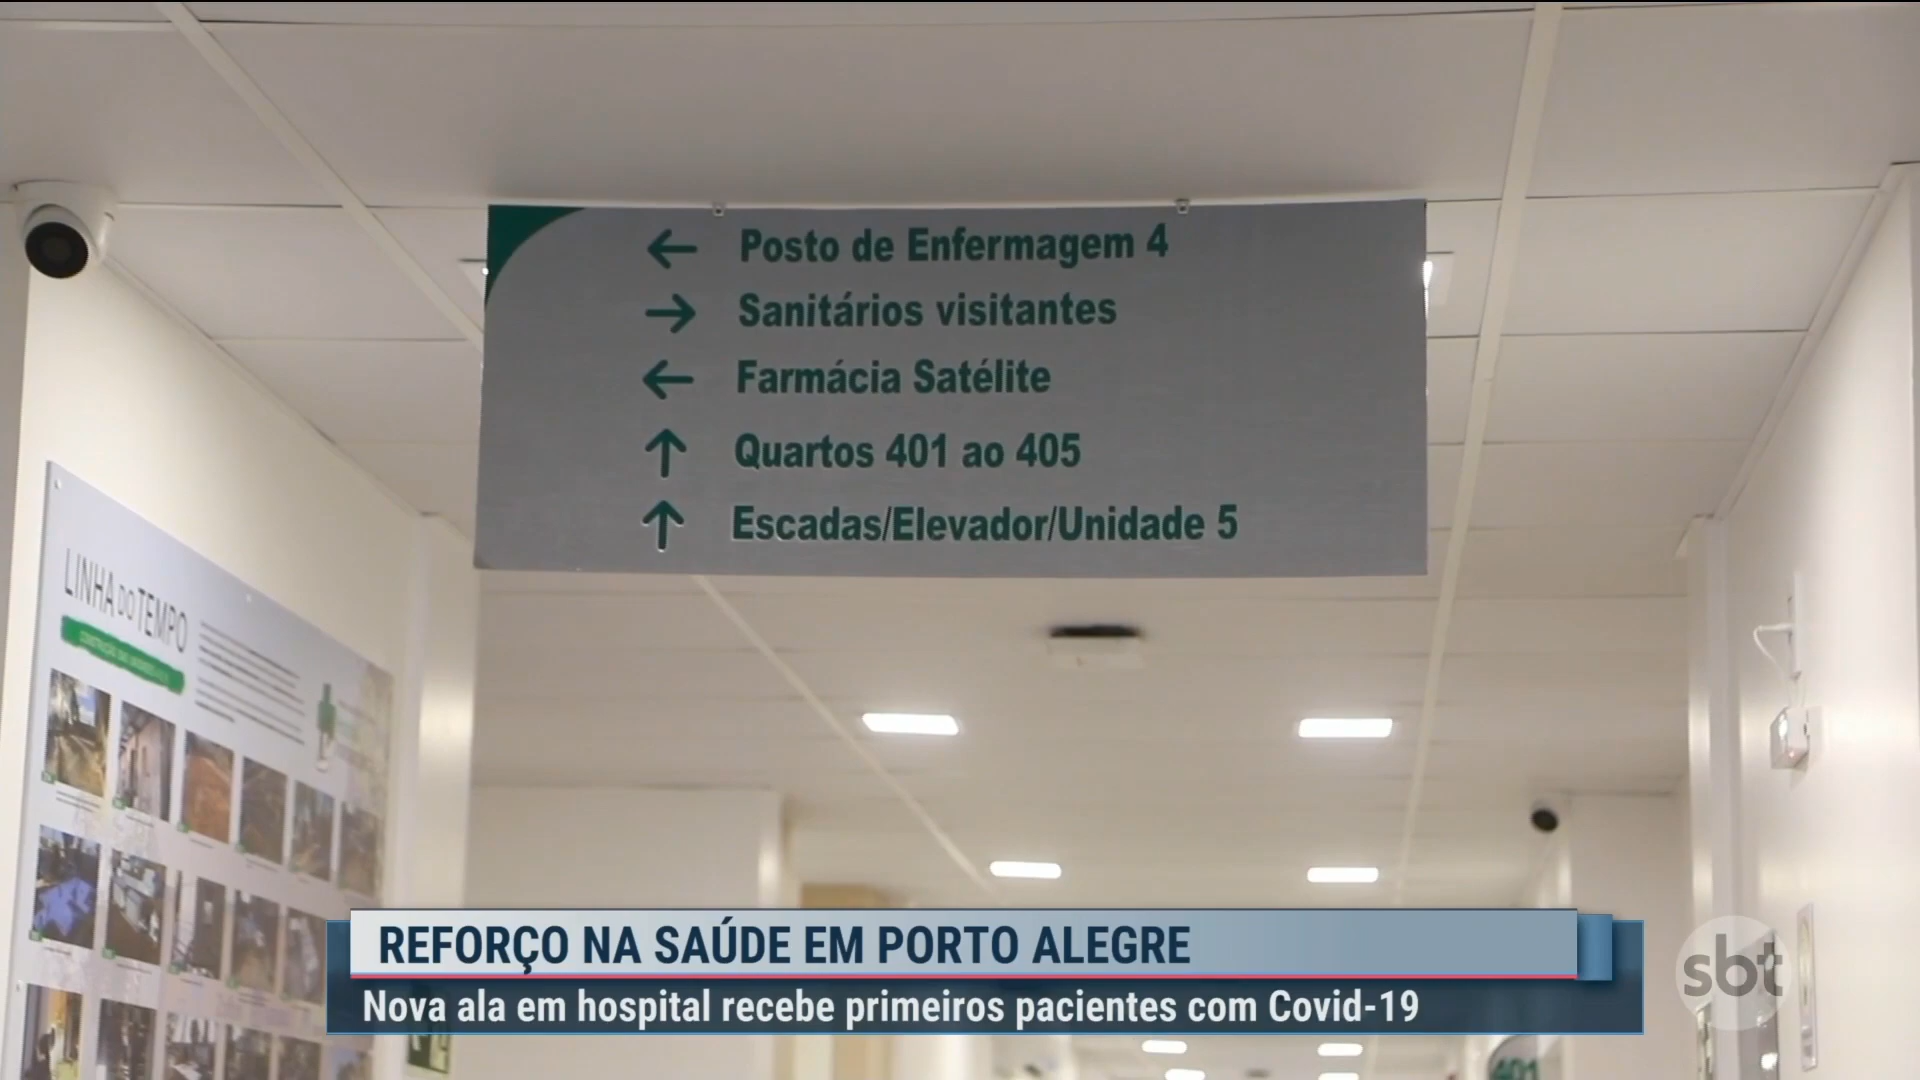 Posto de Enfermagem 4
Sanitários visitantes
Farmácia Satélite
Quartos 401 ao 405
Escadas/Elevador/Unidade 5
LINHA DO TEMPO
REFORÇO NA SAÚDE EM PORTO ALEGRE
Nova ala em hospital recebe primeiros pacientes com Covid-19
sbt
401